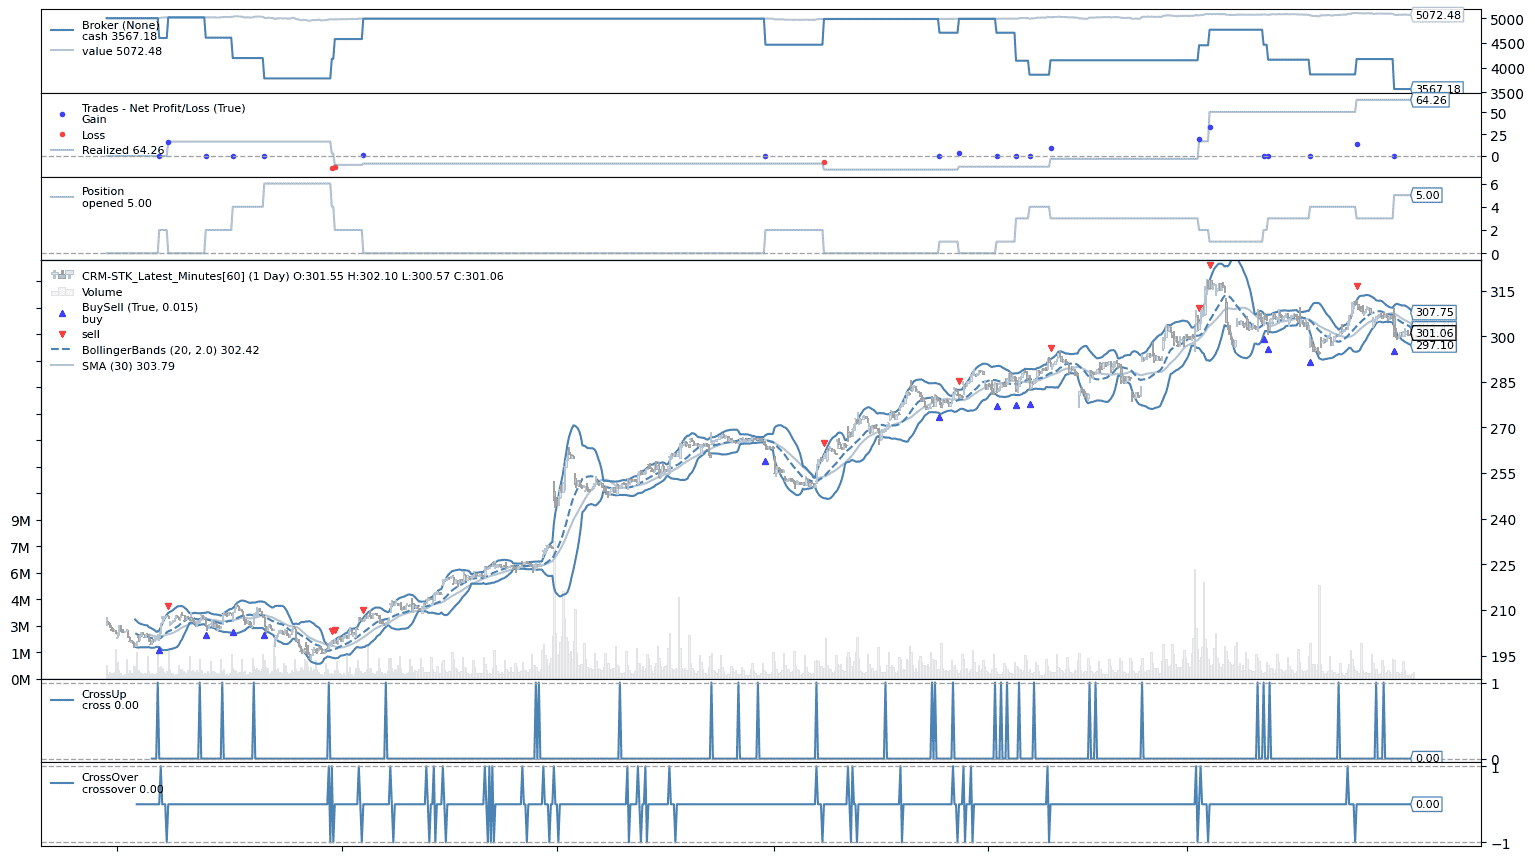 Broker (None)
cash 3567.18
value 5072.48
5072.48
5000
4500
4000
3567.18
3500
Trades - Net Profit/Loss (True)
Gain
Loss
Realized 64.26
64.26
50
25
0
Position
opened 5.00
6
5.00
4
2
0
CRM-STK_Latest_Minutes[60] (1 Day) O:301.55 H:302.10 L:300.57 C:301.06
Volume
BuySell (True, 0.015)
buy
sell
BollingerBands (20, 2.0) 302.42
SMA (30) 303.79
315
307.75
300
301.06
297.10
285
270
255
240
225
210
195
9M
7M
6M
4M
3M
1M
0M
CrossUp
cross 0.00
1
0.00
0
CrossOver
crossover 0.00
1
0.00
−1